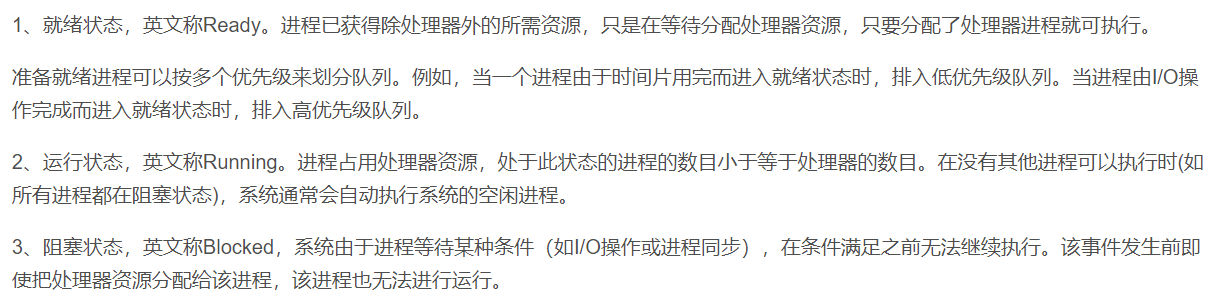 1、就绪状态，英文称Ready。进程已获得除处理器外的所需资源，只是在等待分配处理器资源，只要分配了处理器进程就可执行。
准备就绪进程可以按多个优先级来划分队列。例如，当一个进程由于时间片用完而进入就绪状态时，排入低优先级队列。当进程由I/O操
作完成而进入就绪状态时，排入高优先级队列。
2、运行状态，英文称Running。进程占用处理器资源，处于此状态的进程的数目小于等于处理器的数目。在没有其他进程可以执行时(如
所有进程都在阻塞状态)，系统通常会自动执行系统的空闲进程。
3、阻塞状态，英文称Blocked，系统由于进程等待某种条件（如I/O操作或进程同步），在条件满足之前无法继续执行。该事件发生前即
使把处理器资源分配给该进程，该进程也无法进行运行。